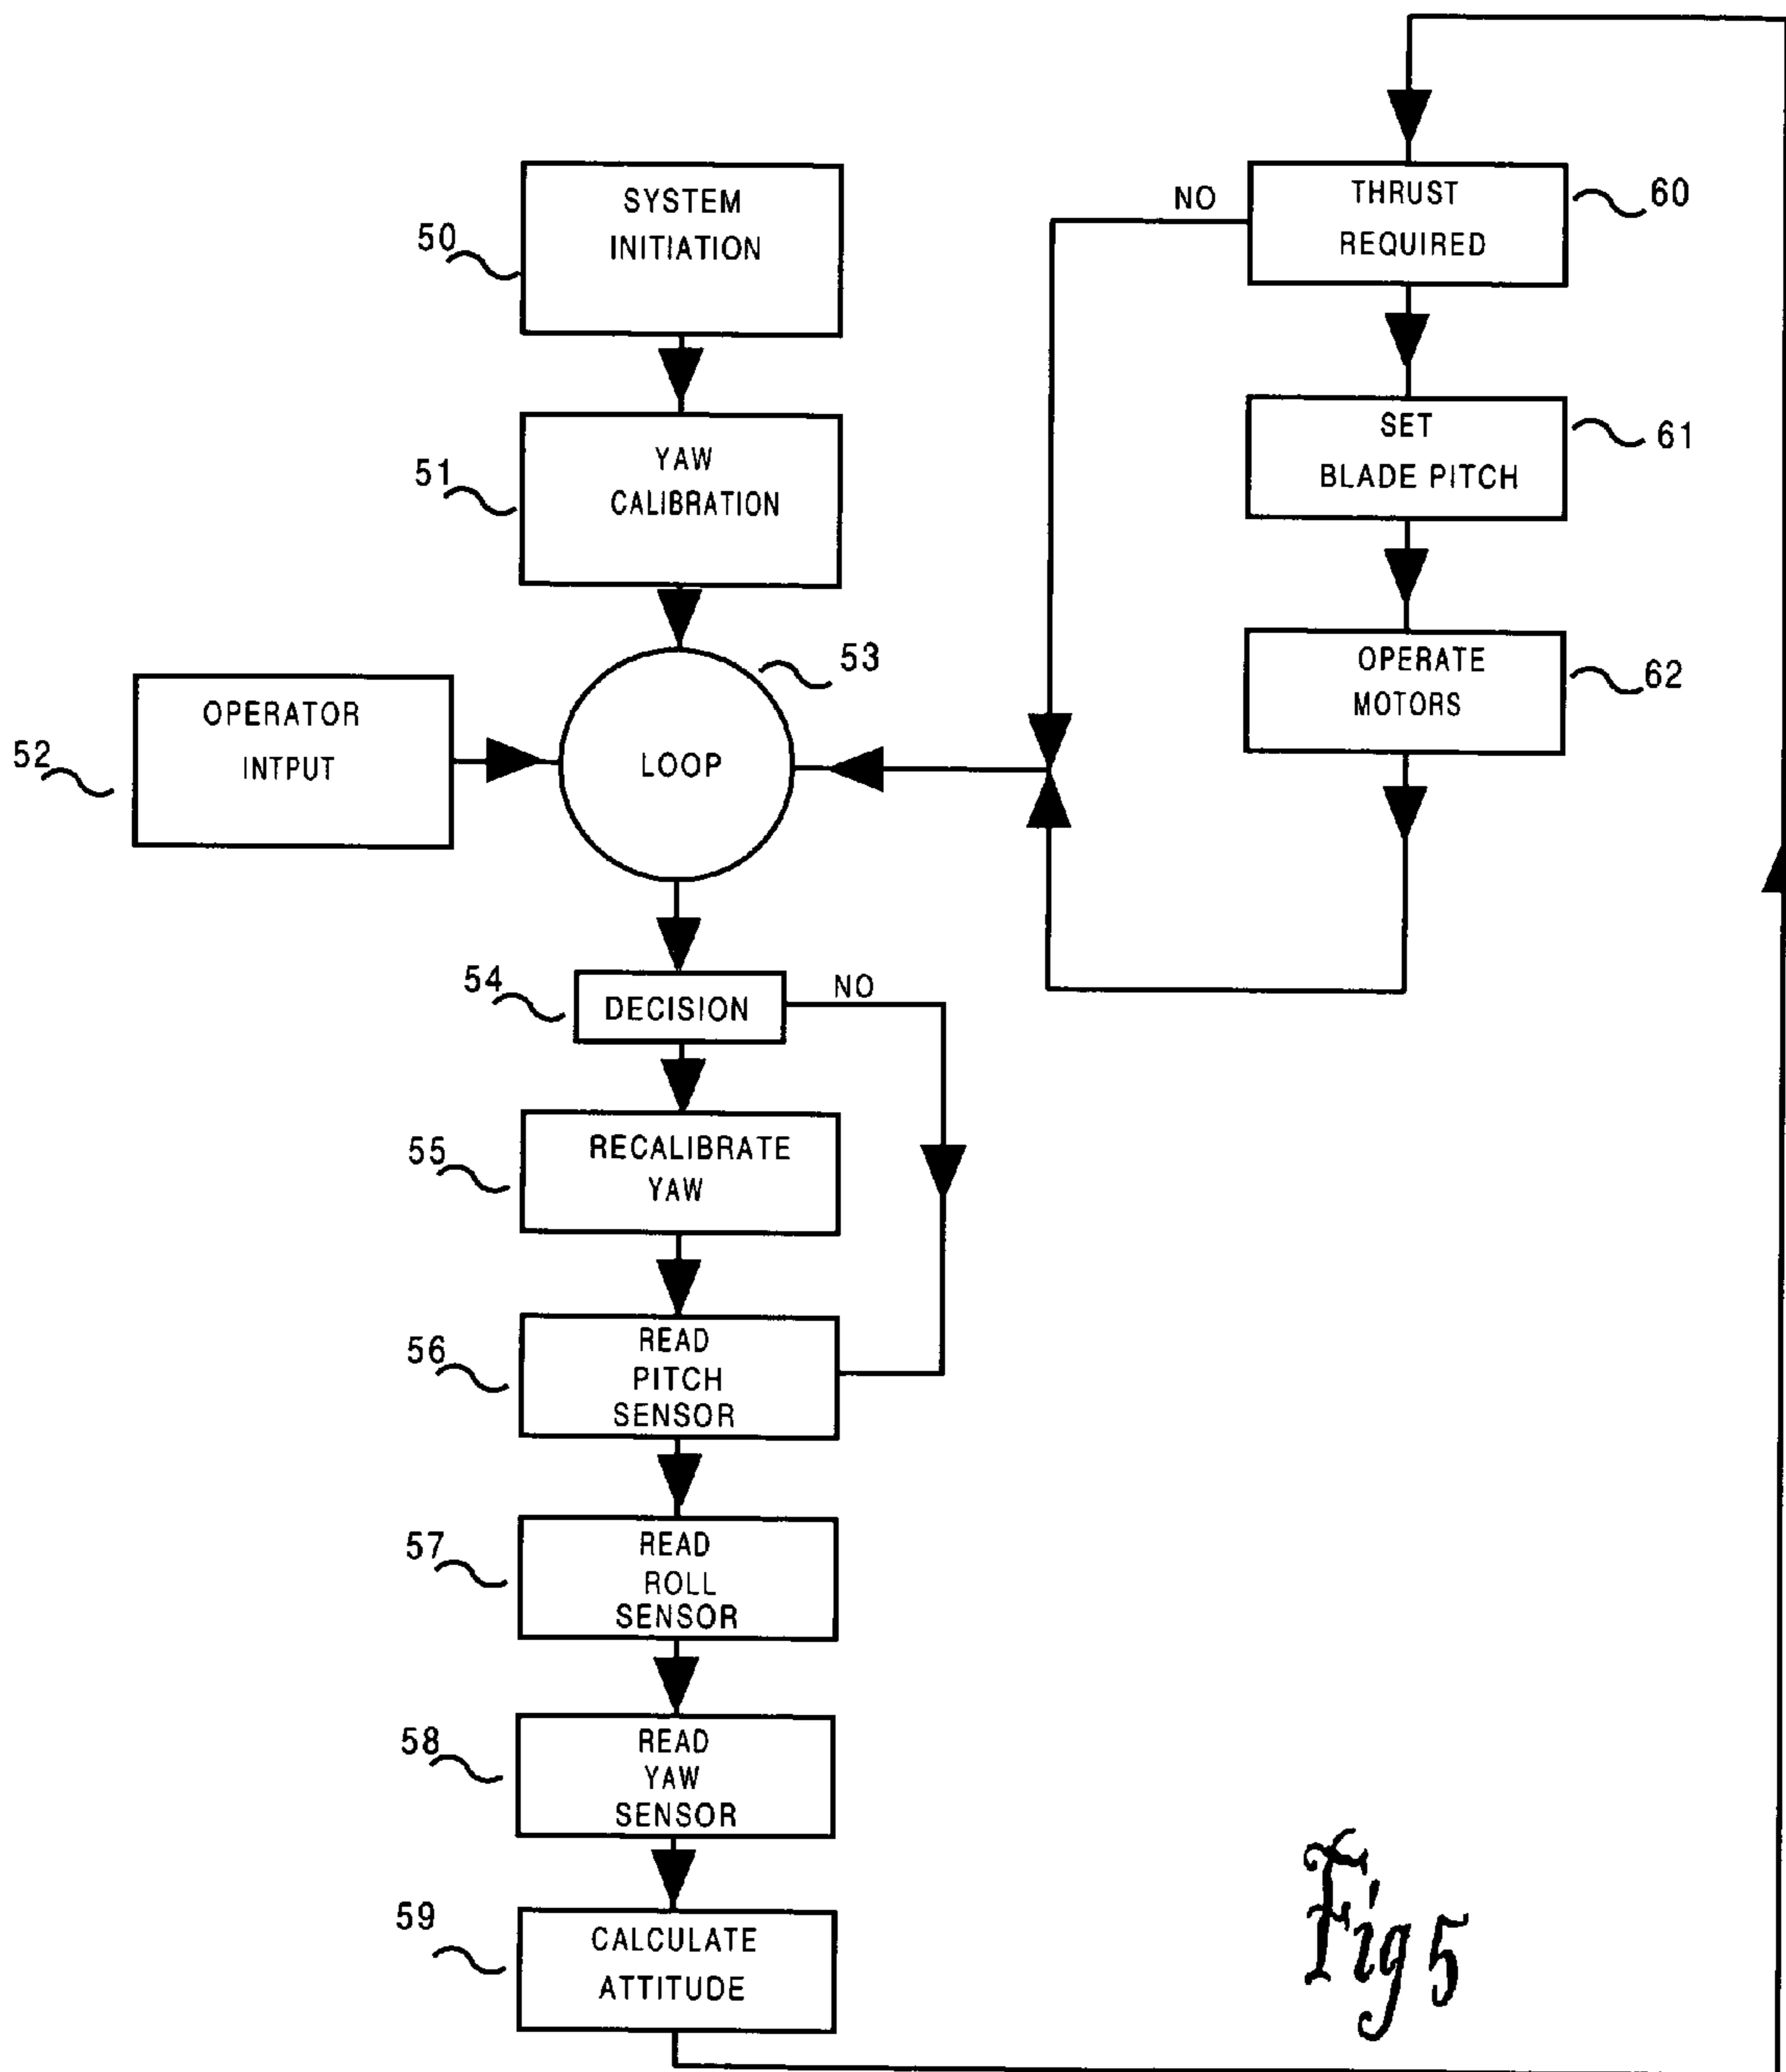 50
SYSTEM
INITIATION
51
YAW
CALIBRATION
52
OPERATOR
INTPUT
53
LOOP
54
DECISION
NO
55
RECALIBRATE
YAW
56
READ
PITCH
SENSOR
57
READ
ROLL
SENSOR
58
READ
YAW
SENSOR
59
CALCULATE
ATTITUDE
NO
THRUST
REQUIRED
60
SET
BLADE PITCH
61
OPERATE
MOTORS
62
Fig 5